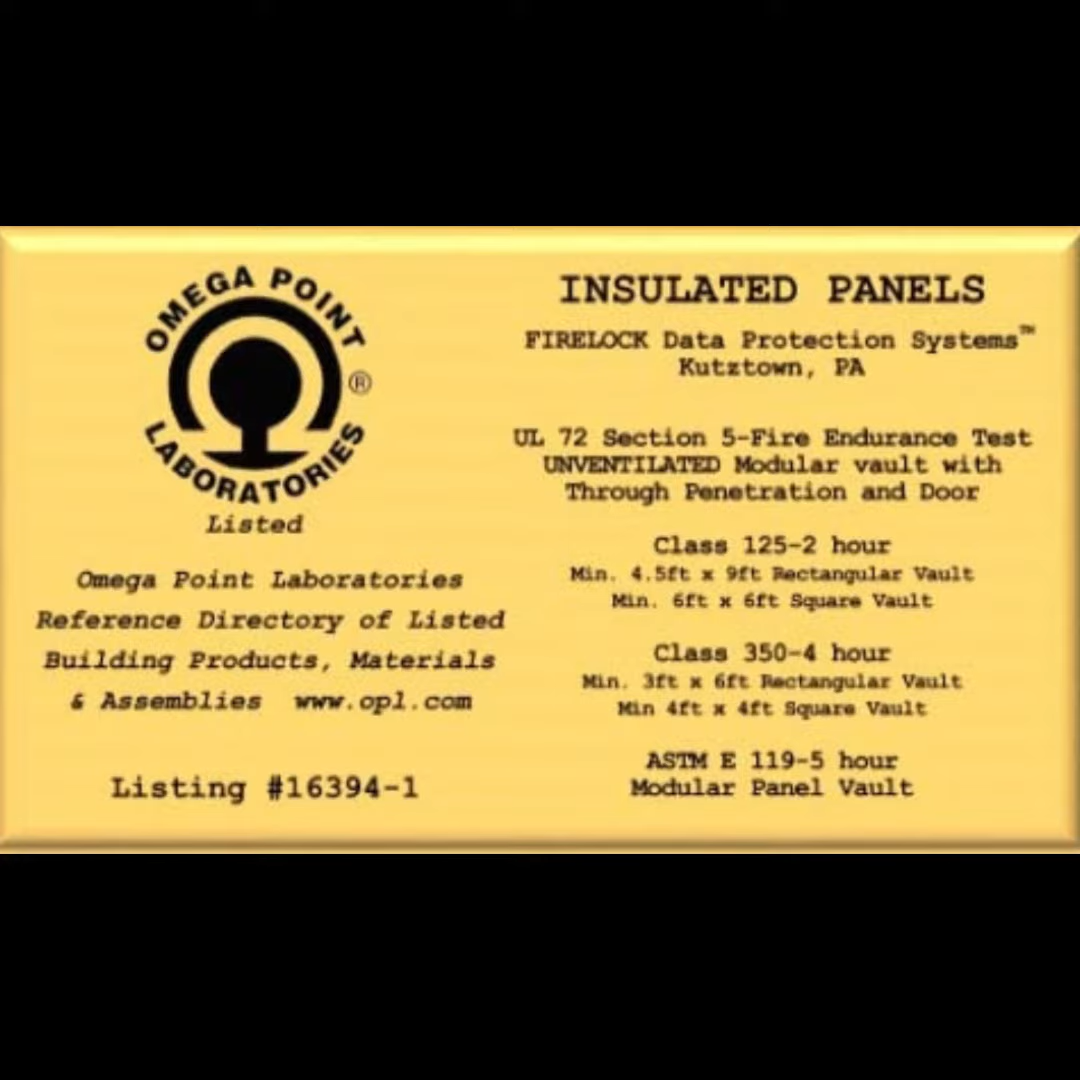 OMEGA POINT
LABORATORIES
®
Listed
Omega Point Laboratories
Reference Directory of Listed
Building Products, Materials
& Assemblies www.opl.com
Listing #16394-1
INSULATED PANELS
FIRELOCK Data Protection Systems™
Kutztown, PA
UL 72 Section 5-Fire Endurance Test
UNVENTILATED Modular vault with
Through Penetration and Door
Class 125-2 hour
Min. 4.5ft x 9ft Rectangular Vault
Min. 6ft x 6ft Square Vault
Class 350-4 hour
Min. 3ft x 6ft Rectangular Vault
Min 4ft x 4ft Square Vault
ASTM E 119-5 hour
Modular Panel Vault